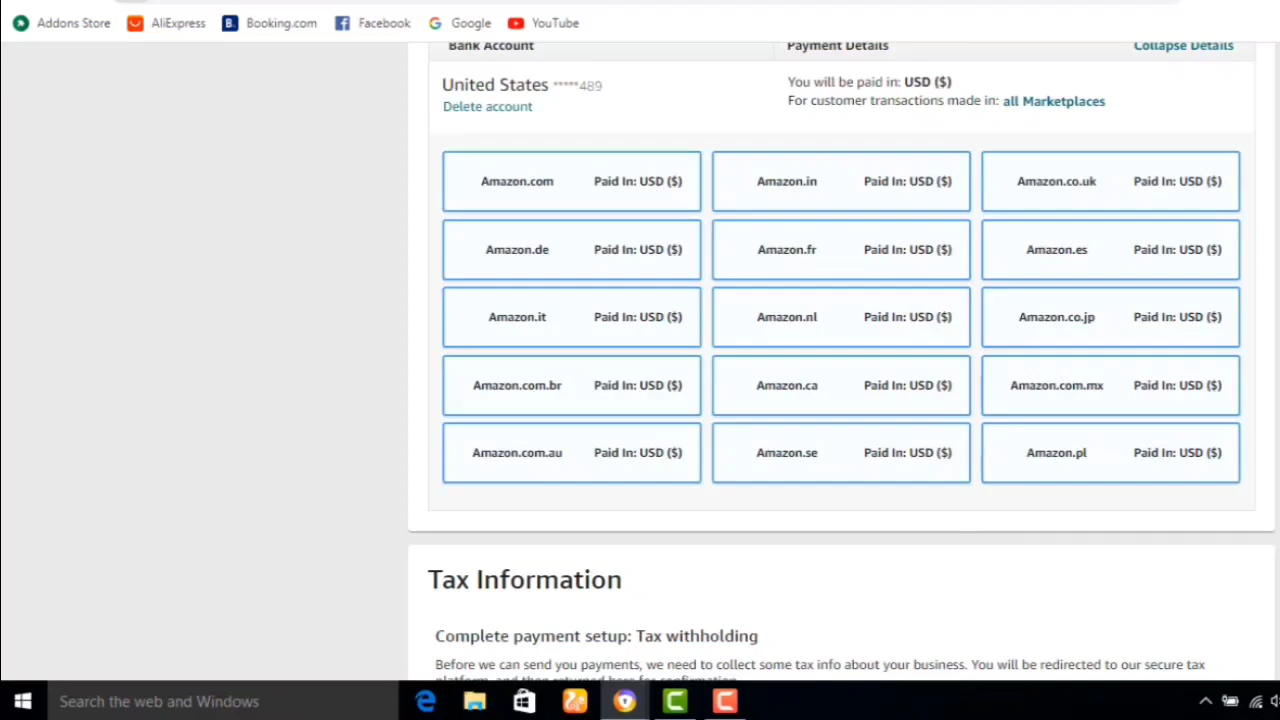 Addons Store AliExpress Booking.com Facebook Google YouTube
Bank Account Payment Details Collapse Details
United States *****489
Delete account
You will be paid in: USD ($)
For customer transactions made in: all Marketplaces
Amazon.com Paid In: USD ($) Amazon.in Paid In: USD ($) Amazon.co.uk Paid In: USD ($)
Amazon.de Paid In: USD ($) Amazon.fr Paid In: USD ($) Amazon.es Paid In: USD ($)
Amazon.it Paid In: USD ($) Amazon.nl Paid In: USD ($) Amazon.co.jp Paid In: USD ($)
Amazon.com.br Paid In: USD ($) Amazon.ca Paid In: USD ($) Amazon.com.mx Paid In: USD ($)
Amazon.com.au Paid In: USD ($) Amazon.se Paid In: USD ($) Amazon.pl Paid In: USD ($)
Tax Information
Complete payment setup: Tax withholding
Before we can send you payments, we need to collect some tax info about your business. You will be redirected to our secure tax
platform, and then returned here for confirmation
Search the web and Windows